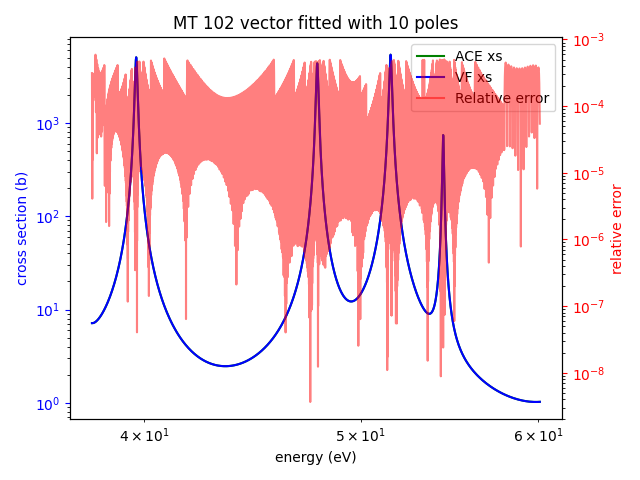 MT 102 vector fitted with 10 poles
ACE xs
VF xs
Relative error
cross section (b)
10³
10²
10¹
10⁰
relative error
10⁻³
10⁻⁴
10⁻⁵
10⁻⁶
10⁻⁷
10⁻⁸
4 × 10¹
5 × 10¹
6 × 10¹
energy (eV)